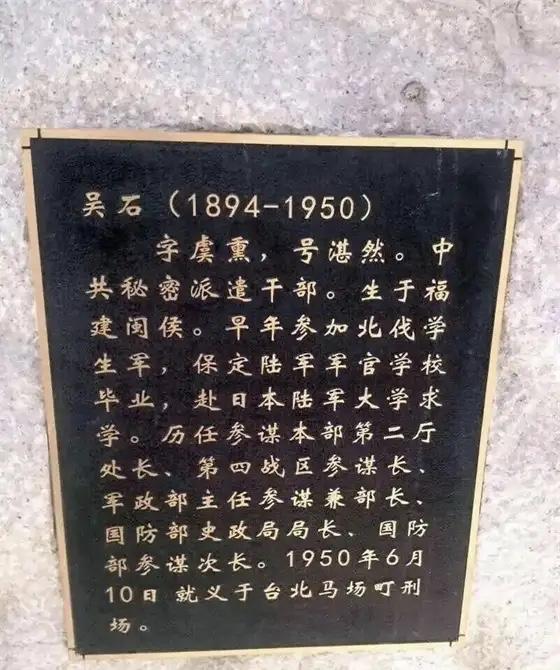 吴石（1894-1950）
字虞熏，号湛然。中
共秘密派遣干部。生于福
建闽侯。早年参加北伐学
生军，保定陆军军官学校
毕业，赴日本陆军大学求
学。历任参谋本部第二厅
处长、第四战区参谋长、
军政部主任参谋兼部长、
国防部史政局局长、国防
部参谋次长。1950年6月
10日 就义于台北马场町刑
场。